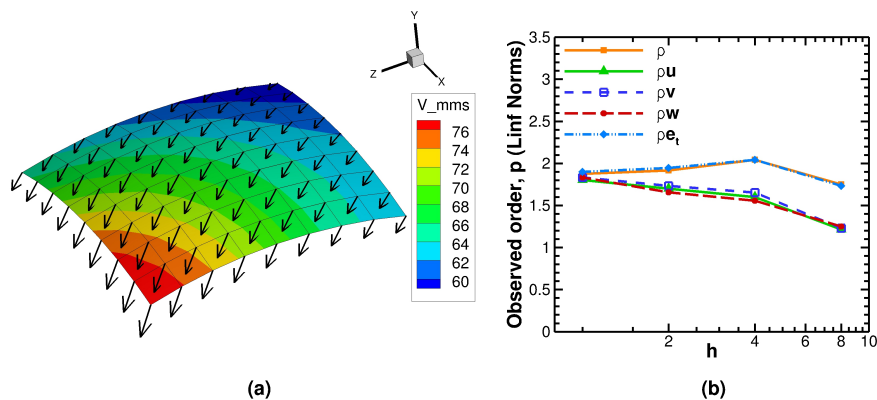 Y
Z
X
V_mms
76
74
72
70
68
66
64
62
60
(a)
Observed order, p (Linf Norms)
3.5
3
2.5
2
1.5
1
0.5
0
ρ
ρu
ρv
ρw
ρeₜ
2 4 6 8 10
h
(b)